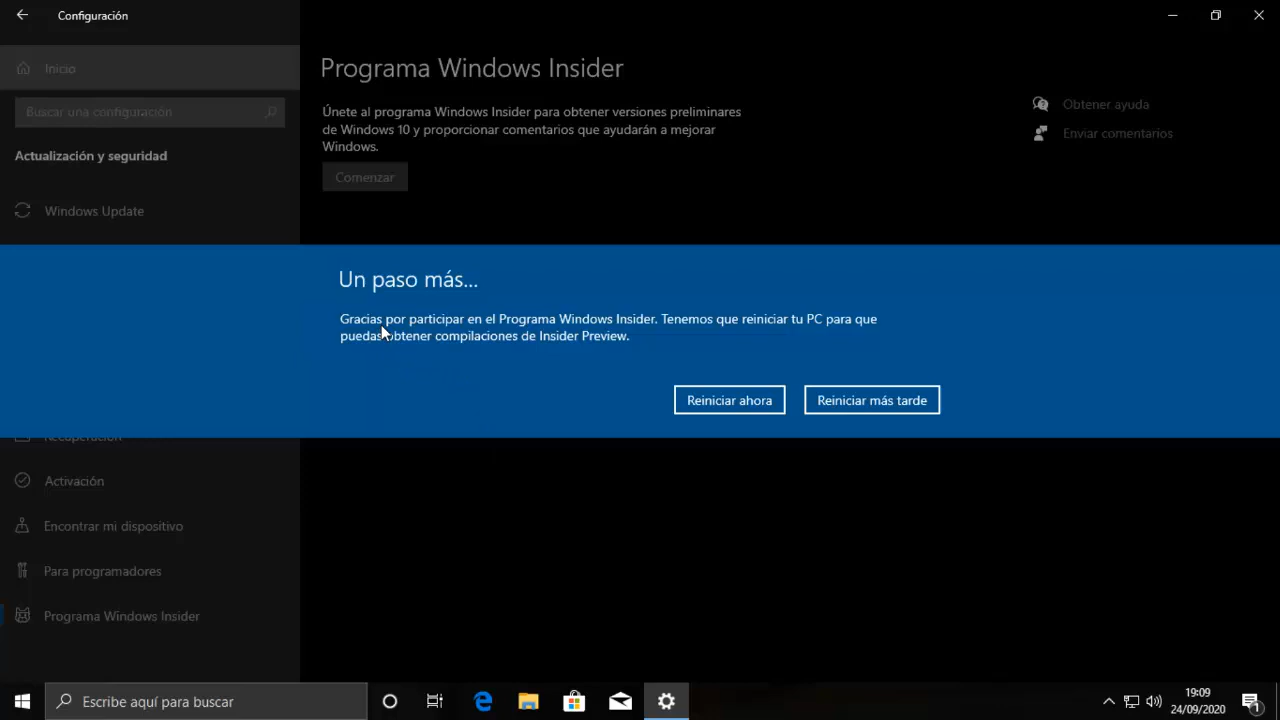 Configuración
Inicio
Buscar una configuración
Actualización y seguridad
Windows Update
Programa Windows Insider
Únete al programa Windows Insider para obtener versiones preliminares
de Windows 10 y proporcionar comentarios que ayudarán a mejorar
Windows.
Comenzar
Obtener ayuda
Enviar comentarios
Un paso más...
Gracias por participar en el Programa Windows Insider. Tenemos que reiniciar tu PC para que
puedas obtener compilaciones de Insider Preview.
Reiniciar ahora
Reiniciar más tarde
Recuperación
Activación
Encontrar mi dispositivo
Para programadores
Programa Windows Insider
Escribe aquí para buscar
19:09
24/09/2020
1